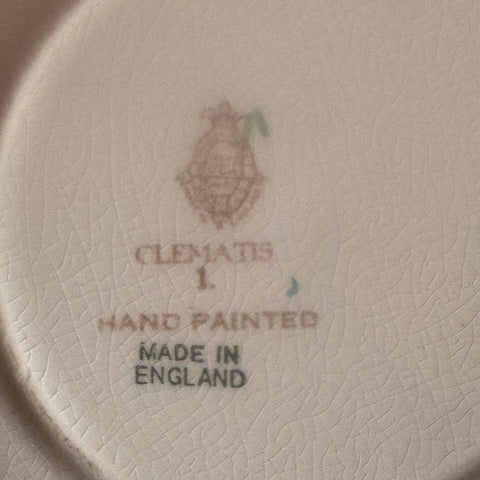 CLEMATIS
1.
HAND PAINTED
MADE IN
ENGLAND